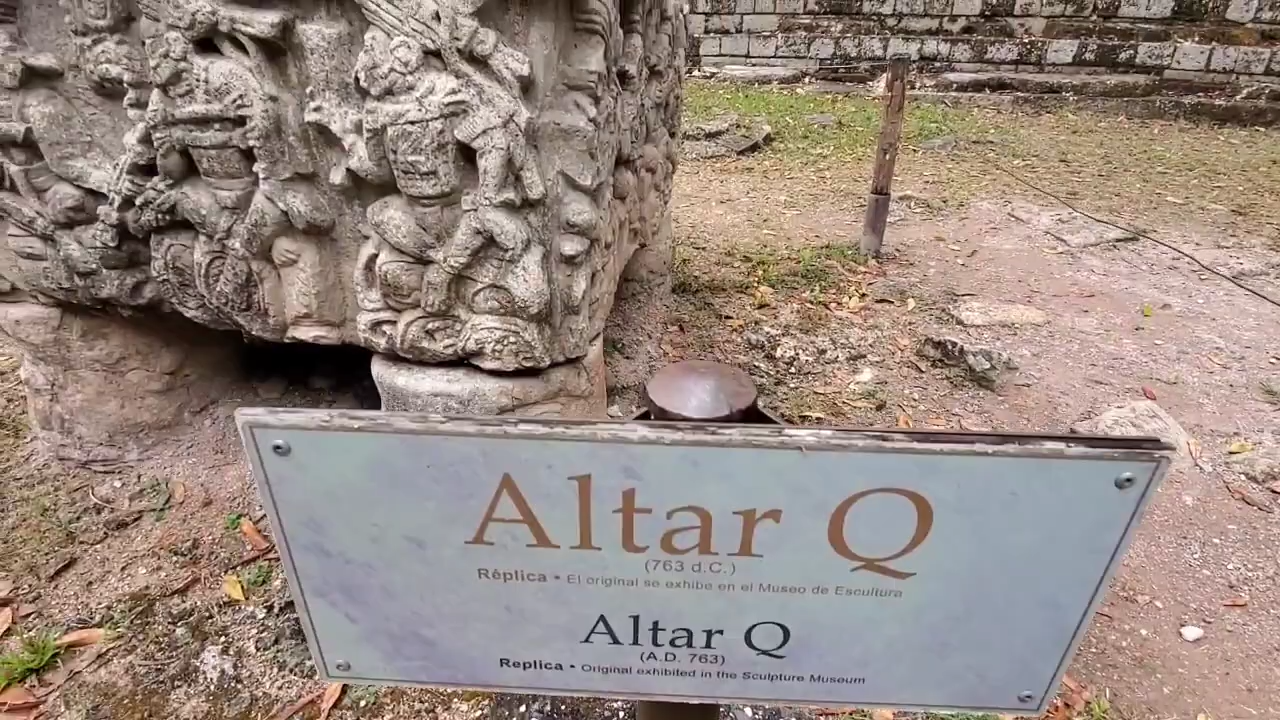 Altar Q
(763 d.C.)
Réplica • El original se exhibe en el Museo de Escultura
Altar Q
(A.D. 763)
Replica • Original exhibited in the Sculpture Museum